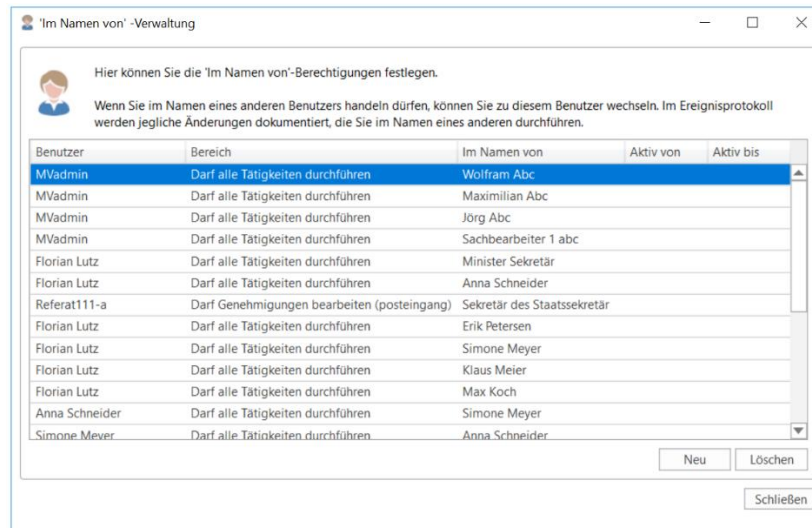 'Im Namen von' -Verwaltung
Hier können Sie die 'Im Namen von'-Berechtigungen festlegen.
Wenn Sie im Namen eines anderen Benutzers handeln dürfen, können Sie zu diesem Benutzer wechseln. Im Ereignisprotokoll
werden jegliche Änderungen dokumentiert, die Sie im Namen eines anderen durchführen.
Benutzer Bereich Im Namen von Aktiv von Aktiv bis
MVadmin Darf alle Tätigkeiten durchführen Wolfram Abc
MVadmin Darf alle Tätigkeiten durchführen Maximilian Abc
MVadmin Darf alle Tätigkeiten durchführen Jörg Abc
MVadmin Darf alle Tätigkeiten durchführen Sachbearbeiter 1 abc
Florian Lutz Darf alle Tätigkeiten durchführen Minister Sekretär
Florian Lutz Darf alle Tätigkeiten durchführen Anna Schneider
Referat111-a Darf Genehmigungen bearbeiten (posteingang) Sekretär des Staatssekretär
Florian Lutz Darf alle Tätigkeiten durchführen Erik Petersen
Florian Lutz Darf alle Tätigkeiten durchführen Simone Meyer
Florian Lutz Darf alle Tätigkeiten durchführen Klaus Meier
Florian Lutz Darf alle Tätigkeiten durchführen Max Koch
Anna Schneider Darf alle Tätigkeiten durchführen Simone Meyer
Simone Meyer Darf alle Tätigkeiten durchführen Anna Schneider
Neu Löschen
Schließen